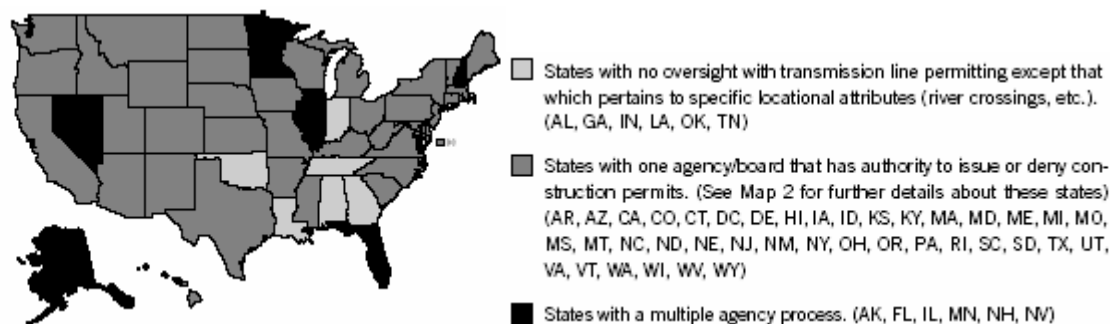 States with no oversight with transmission line permitting except that
which pertains to specific locational attributes (river crossings, etc.).
(AL, GA, IN, LA, OK, TN)
States with one agency/board that has authority to issue or deny con-
struction permits. (See Map 2 for further details about these states)
(AR, AZ, CA, CO, CT, DC, DE, HI, IA, ID, KS, KY, MA, MD, ME, MI, MO,
MS, MT, NC, ND, NE, NJ, NM, NY, OH, OR, PA, RI, SC, SD, TX, UT,
VA, VT, WA, WI, WV, WY)
States with a multiple agency process. (AK, FL, IL, MN, NH, NV)